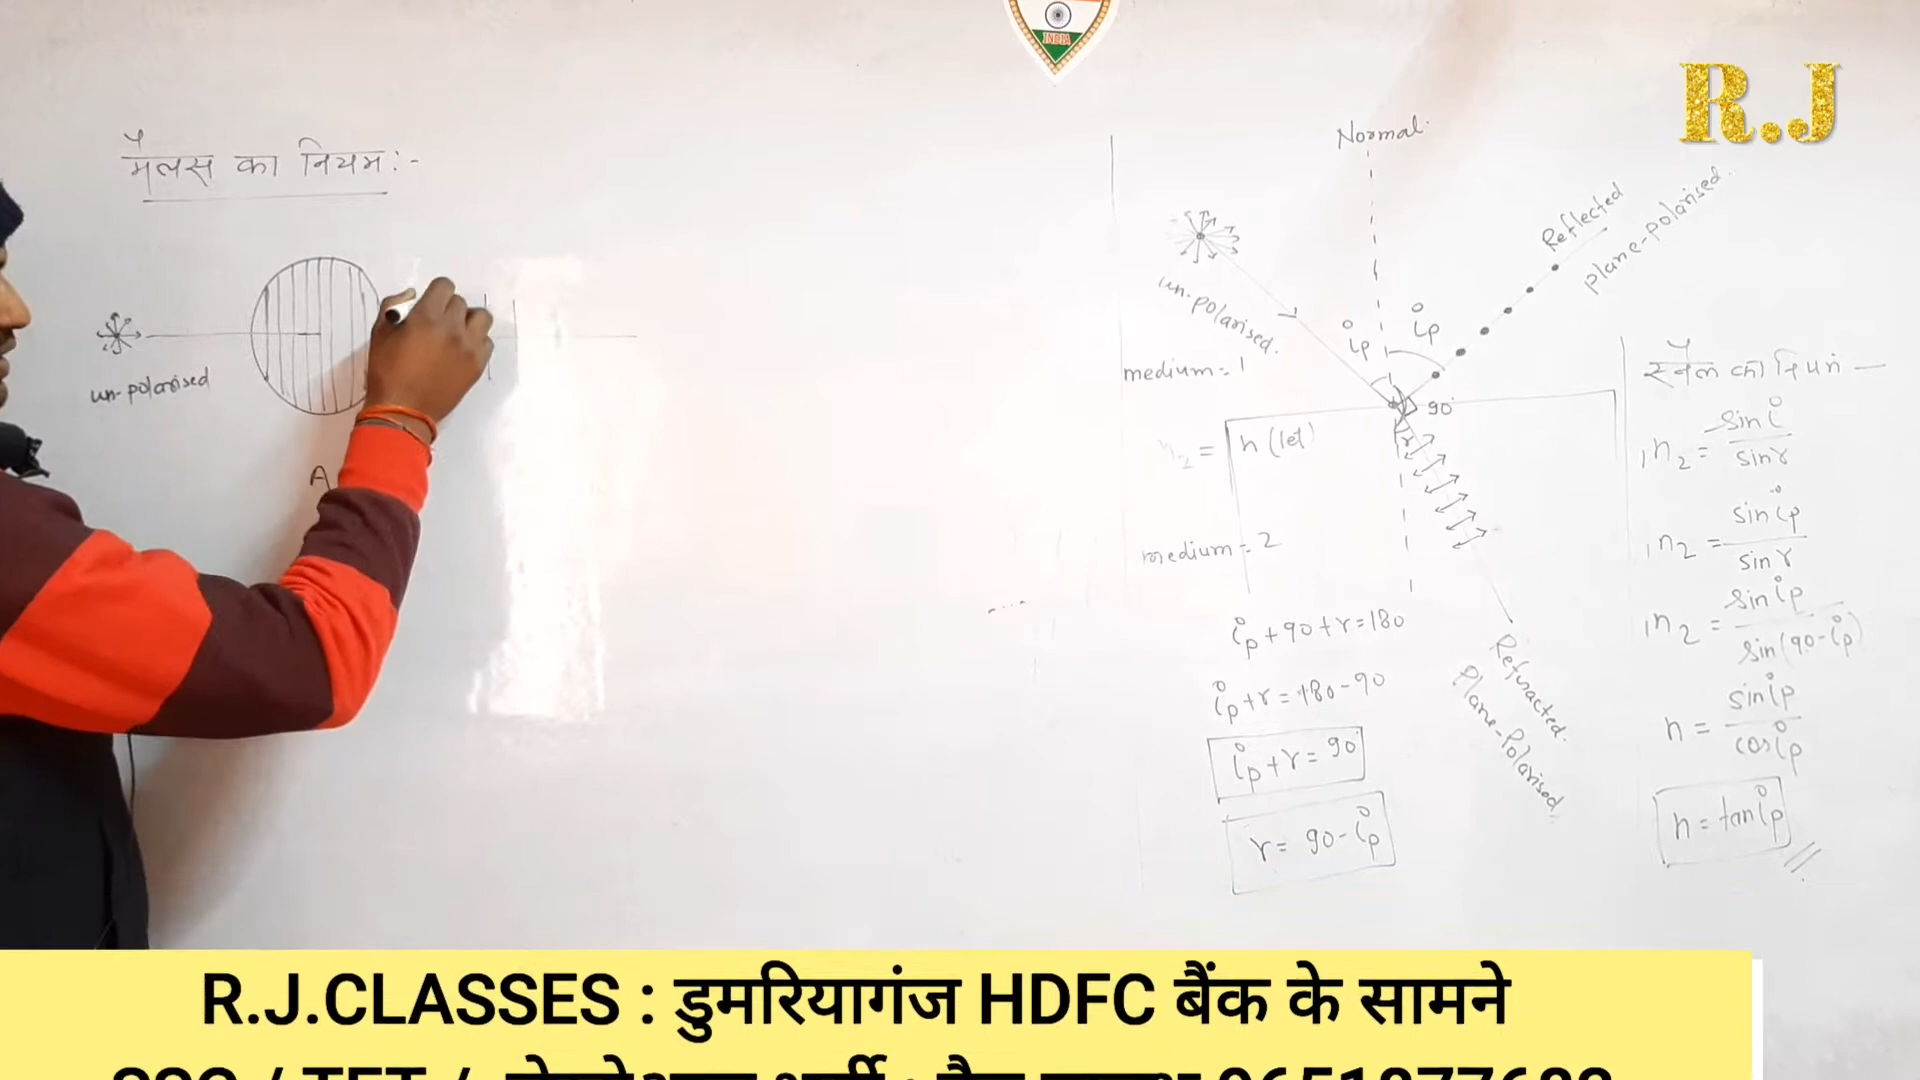 INDIA
R.J
मैलस का नियम:-
un-polarised
A
Normal.
un-polarised.
Reflected
plane-polarised.
ip
ip
medium-1
90°
n2 = n (let)
r
medium-2
Refracted.
Plane-Polarised.
ip+90+r=180
ip+r=180-90
ip+r=90°
r= 90-ip
स्नैल का नियम —
1n2 = sin i / sin r
1n2 = sin ip / sin r
1n2 = sin ip / sin(90-ip)
n = sin ip / cos ip
n = tan ip
R.J.CLASSES : डुमरियागंज HDFC बैंक के सामने